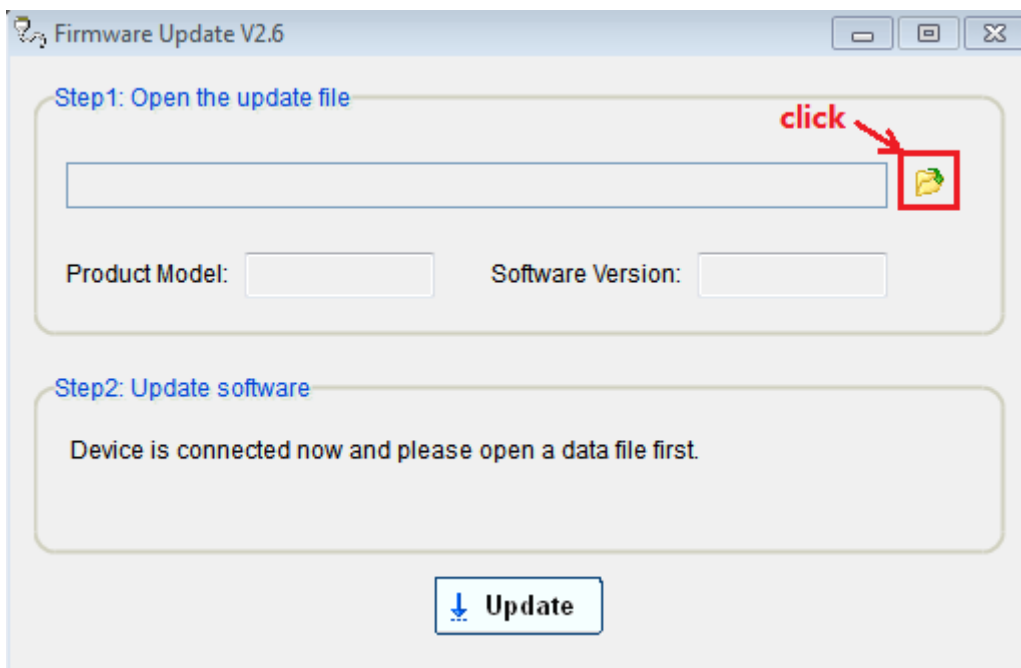 Firmware Update V2.6
Step1: Open the update file
click
Product Model:
Software Version:
Step2: Update software
Device is connected now and please open a data file first.
Update